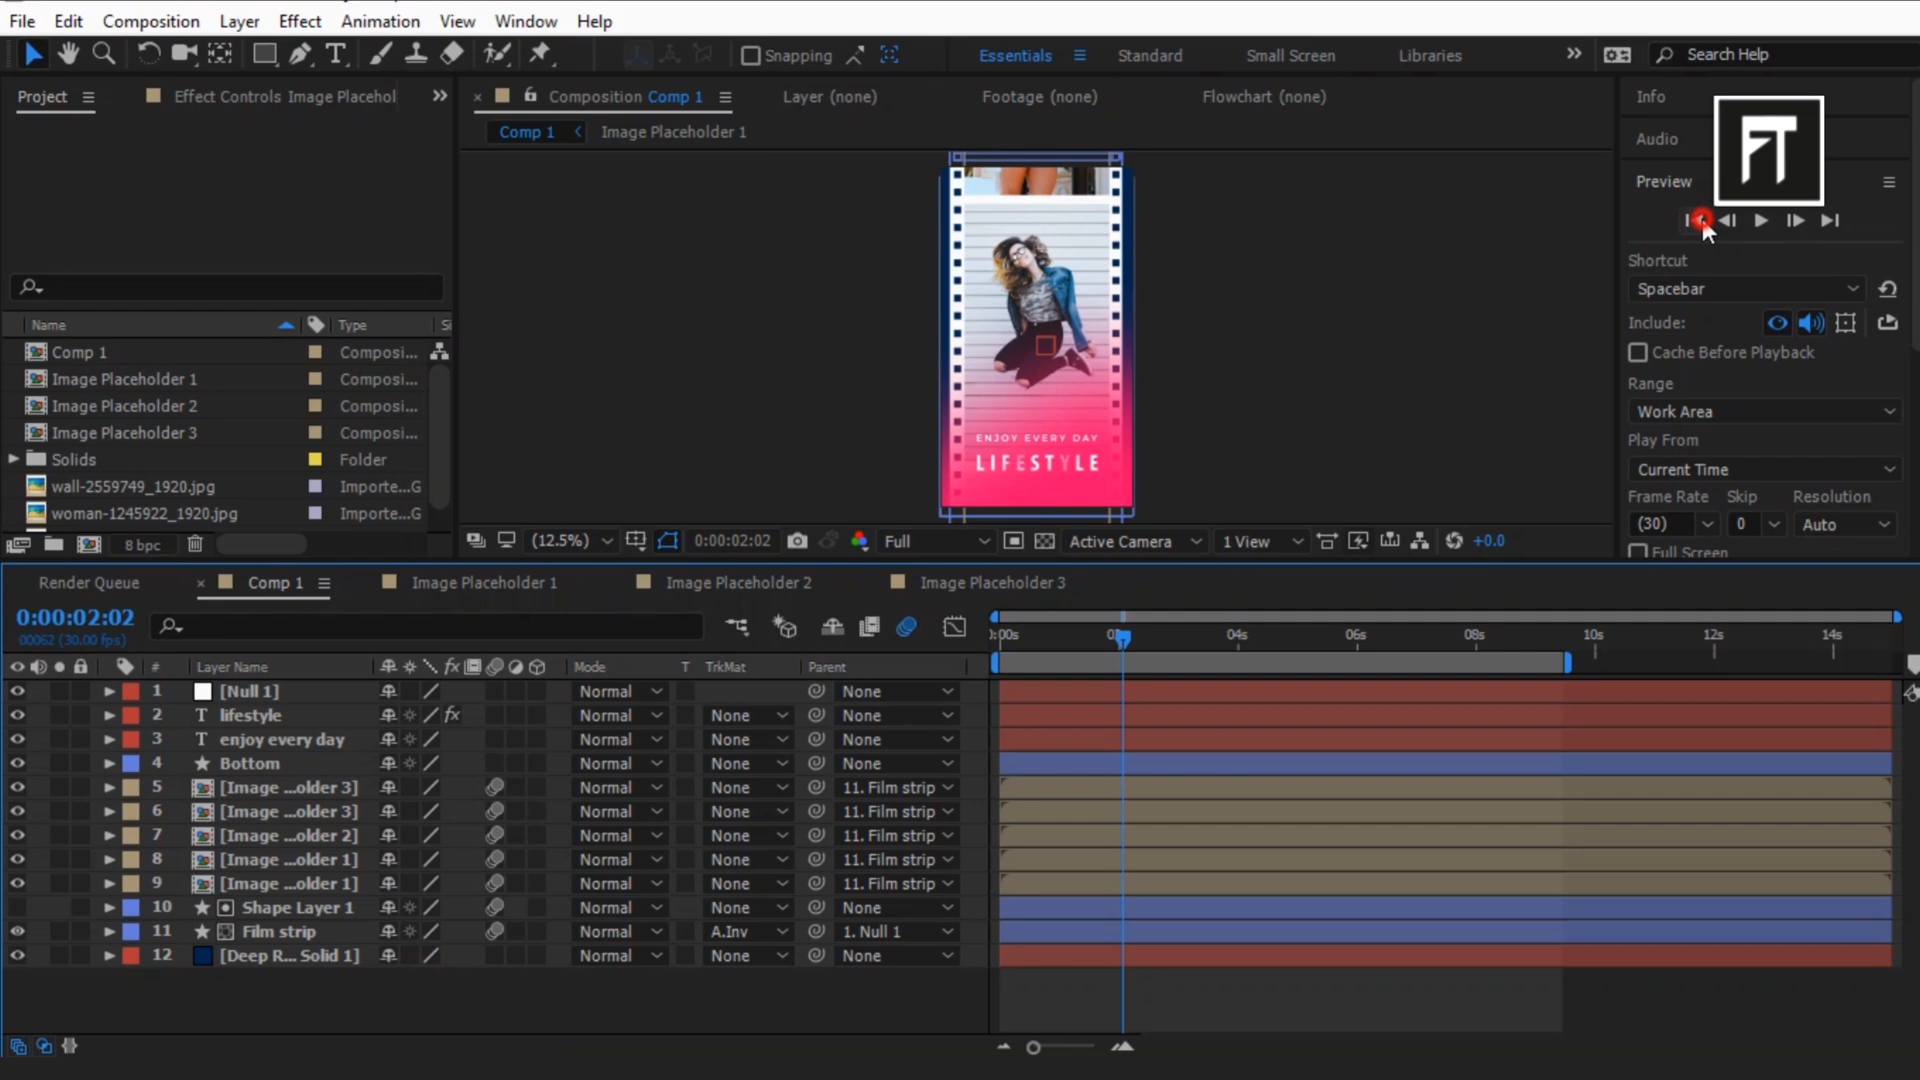 File Edit Composition Layer Effect Animation View Window Help
Snapping
Essentials Standard Small Screen Libraries
Search Help
Project
Effect Controls Image Placehol
Composition Comp 1
Layer (none)
Footage (none)
Flowchart (none)
Comp 1
Image Placeholder 1
Info
Audio
FT
Preview
Shortcut
Spacebar
Include:
Cache Before Playback
Range
Work Area
Play From
Current Time
Frame Rate Skip Resolution
(30) 0 Auto
Full Screen
Name Type Si
Comp 1 Composi...
Image Placeholder 1 Composi...
Image Placeholder 2 Composi...
Image Placeholder 3 Composi...
Solids Folder
wall-2559749_1920.jpg Importe...G
woman-1245922_1920.jpg Importe...G
8 bpc
ENJOY EVERY DAY
LIFESTYLE
(12.5%) 0:00:02:02 Full Active Camera 1 View +0.0
Render Queue
Comp 1
Image Placeholder 1
Image Placeholder 2
Image Placeholder 3
0:00:02:02
00062 (30.00 fps)
:00s 04s 06s 08s 10s 12s 14s
# Layer Name fx Mode T TrkMat Parent
1 [Null 1] Normal None
2 T lifestyle fx Normal None None
3 T enjoy every day Normal None None
4 Bottom Normal None None
5 [Image ...older 3] Normal None 11. Film strip
6 [Image ...older 3] Normal None 11. Film strip
7 [Image ...older 2] Normal None 11. Film strip
8 [Image ...older 1] Normal None 11. Film strip
9 [Image ...older 1] Normal None 11. Film strip
10 Shape Layer 1 Normal None None
11 Film strip Normal A.Inv 1. Null 1
12 [Deep R... Solid 1] Normal None None